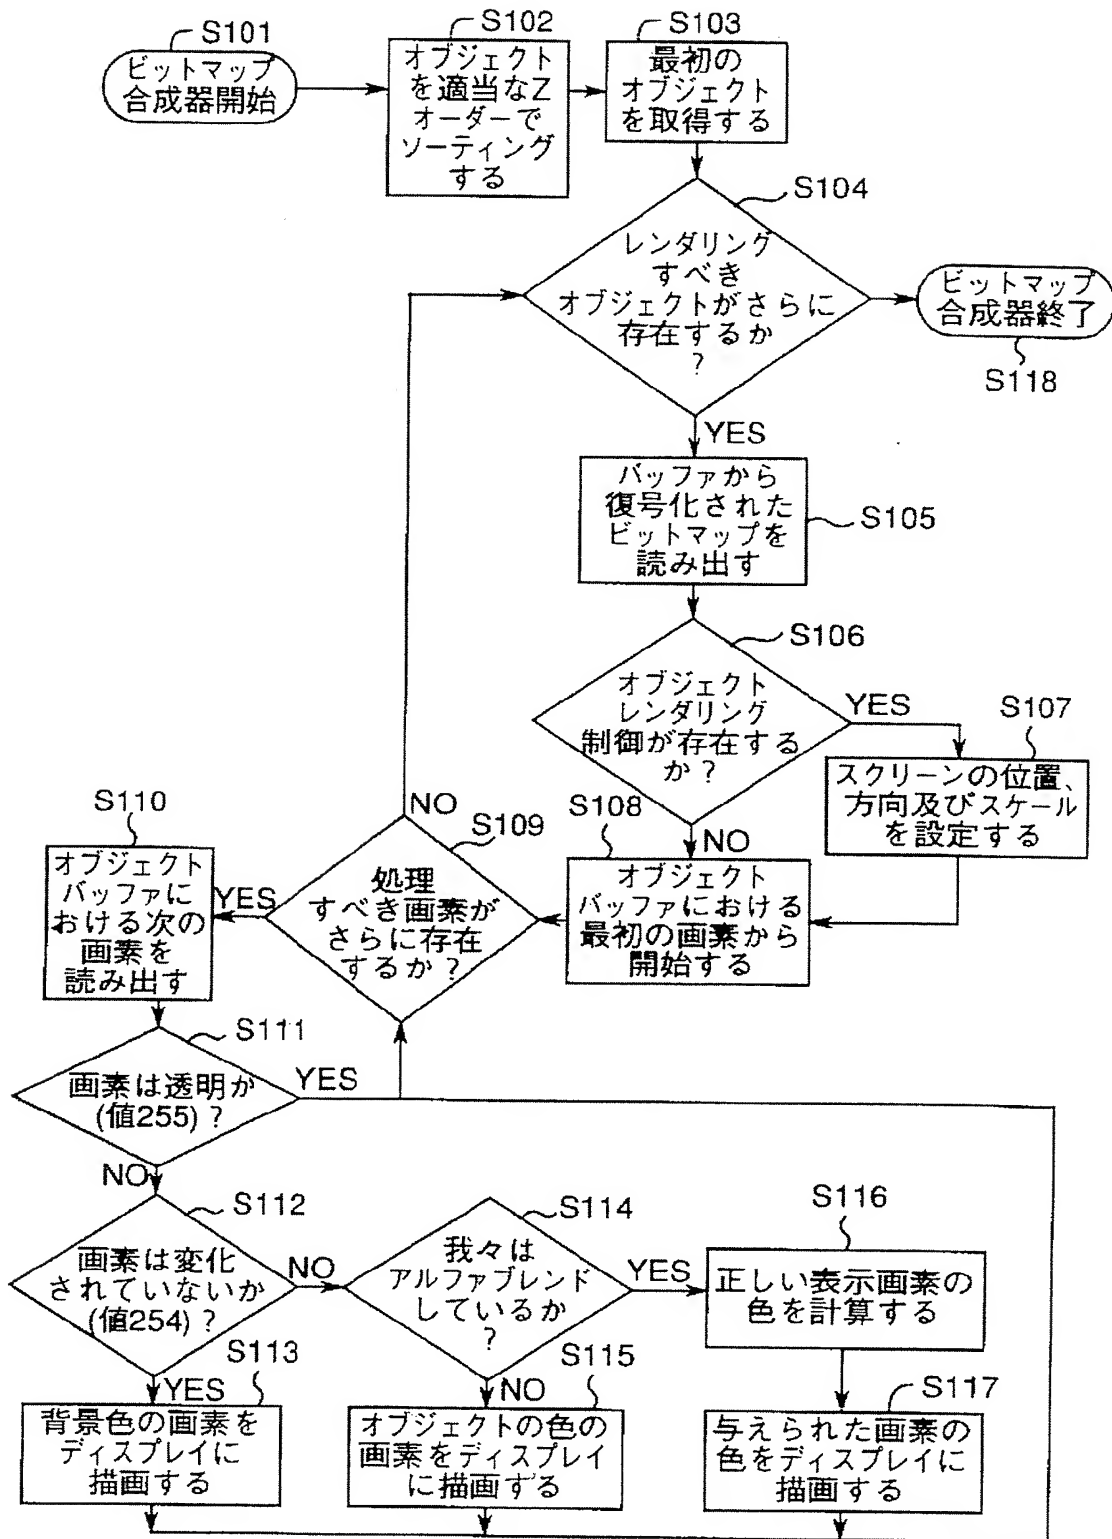 S101
ビットマップ
合成器開始
S102
オブジェクト
を適当なZ
オーダーで
ソーティング
する
S103
最初の
オブジェクト
を取得する
S104
レンダリング
すべき
オブジェクトがさらに
存在するか
?
ビットマップ
合成器終了
S118
YES
バッファから
復号化された
ビットマップを
読み出す
S105
S106
オブジェクト
レンダリング
制御が存在する
か?
YES
S107
スクリーンの位置、
方向及びスケール
を設定する
NO
S108
オブジェクト
バッファにおける
最初の画素から
開始する
NO
S109
処理
すべき画素が
さらに存在
するか?
YES
S110
オブジェクト
バッファに
おける次の
画素を
読み出す
S111
画素は透明か
(値255)?
YES
NO
S112
画素は変化
されていないか
(値254)?
NO
S114
我々は
アルファブレンド
しているか
?
YES
S116
正しい表示画素の
色を計算する
S113
YES
背景色の画素を
ディスプレイに
描画する
S115
NO
オブジェクトの色の
画素をディスプレイ
に描画する
S117
与えられた画素の
色をディスプレイに
描画する